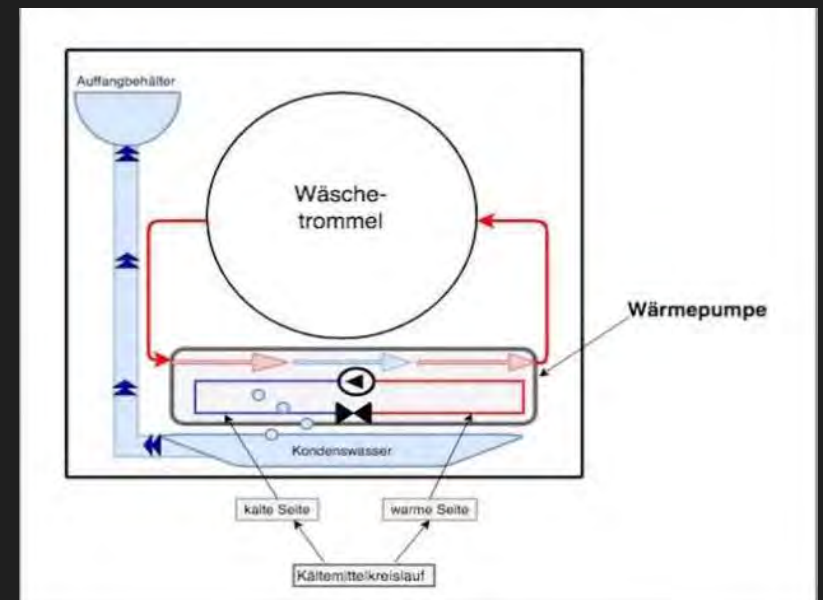 Auffangbehälter
Wäsche-
trommel
Wärmepumpe
Kondenswasser
kalte Seite
warme Seite
Kältemittelkreislauf